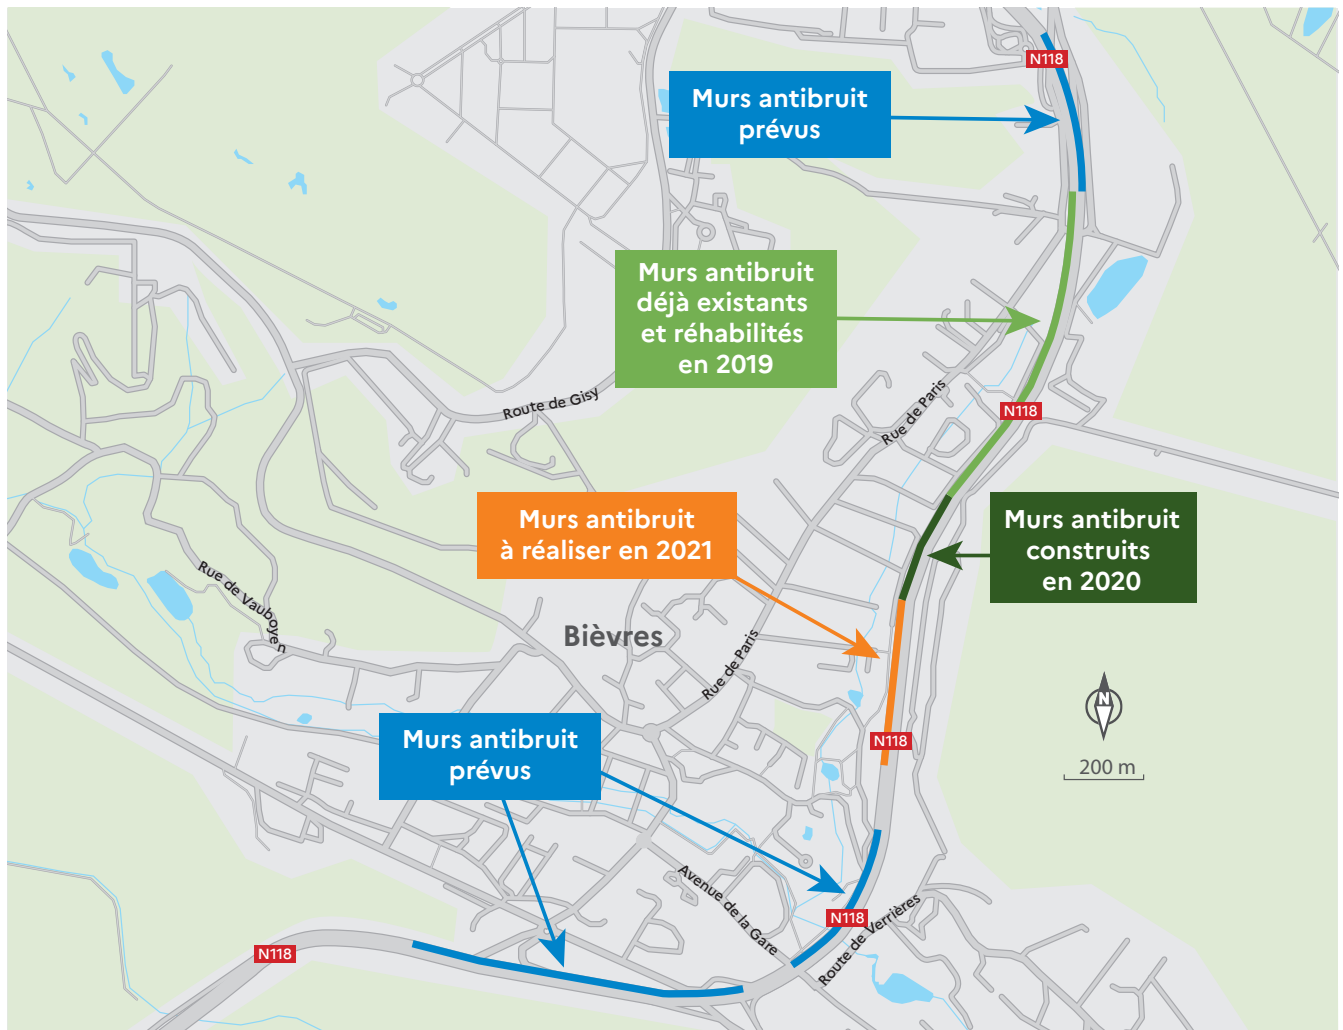 N118
Murs antibruit
prévus
Murs antibruit
déjà existants
et réhabilités
en 2019
Route de Gisy
Rue de Paris
N118
Murs antibruit
à réaliser en 2021
Murs antibruit
construits
en 2020
Rue de Vauboyen
Bièvres
Rue de Paris
N
Murs antibruit
prévus
N118
200 m
Avenue de la Gare
N118
Route de Verrières
N118